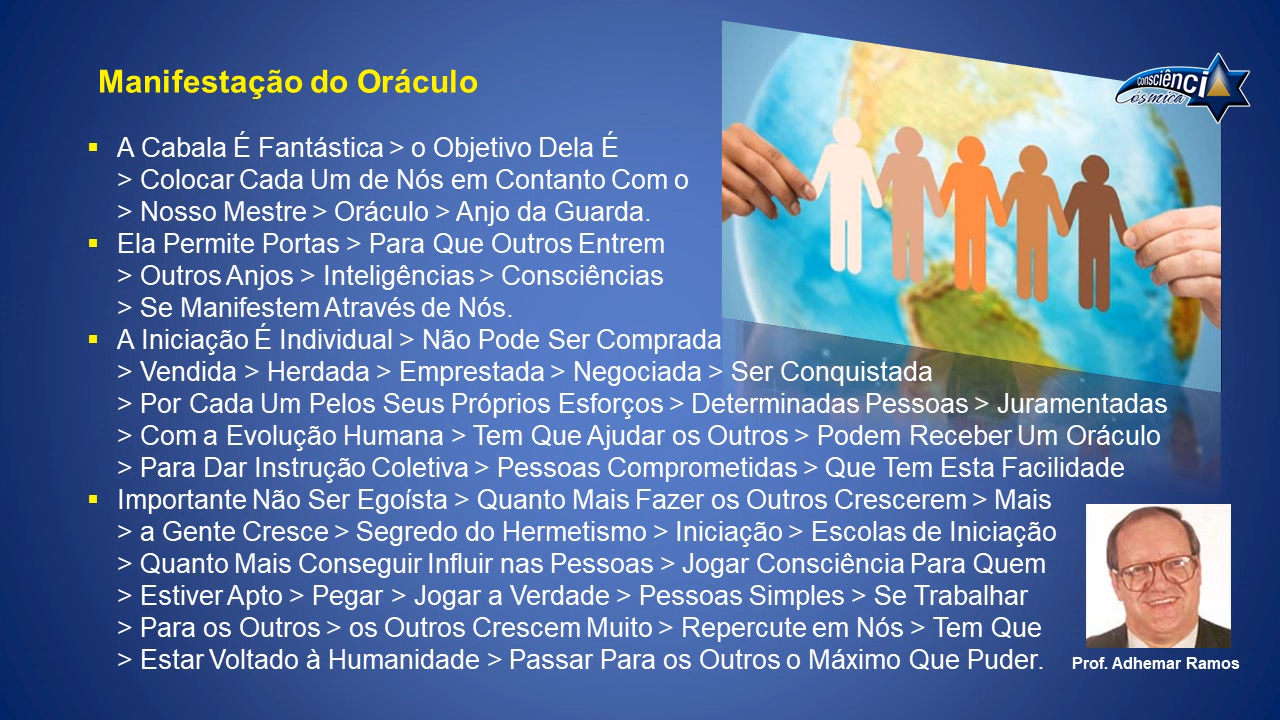 Manifestação do Oráculo
consciênci
Cósmica
▪ A Cabala É Fantástica > o Objetivo Dela É
> Colocar Cada Um de Nós em Contanto Com o
> Nosso Mestre > Oráculo > Anjo da Guarda.
▪ Ela Permite Portas > Para Que Outros Entrem
> Outros Anjos > Inteligências > Consciências
> Se Manifestem Através de Nós.
▪ A Iniciação É Individual > Não Pode Ser Comprada
> Vendida > Herdada > Emprestada > Negociada > Ser Conquistada
> Por Cada Um Pelos Seus Próprios Esforços > Determinadas Pessoas > Juramentadas
> Com a Evolução Humana > Tem Que Ajudar os Outros > Podem Receber Um Oráculo
> Para Dar Instrução Coletiva > Pessoas Comprometidas > Que Tem Esta Facilidade
▪ Importante Não Ser Egoísta > Quanto Mais Fazer os Outros Crescerem > Mais
> a Gente Cresce > Segredo do Hermetismo > Iniciação > Escolas de Iniciação
> Quanto Mais Conseguir Influir nas Pessoas > Jogar Consciência Para Quem
> Estiver Apto > Pegar > Jogar a Verdade > Pessoas Simples > Se Trabalhar
> Para os Outros > os Outros Crescem Muito > Repercute em Nós > Tem Que
> Estar Voltado à Humanidade > Passar Para os Outros o Máximo Que Puder.
Prof. Adhemar Ramos